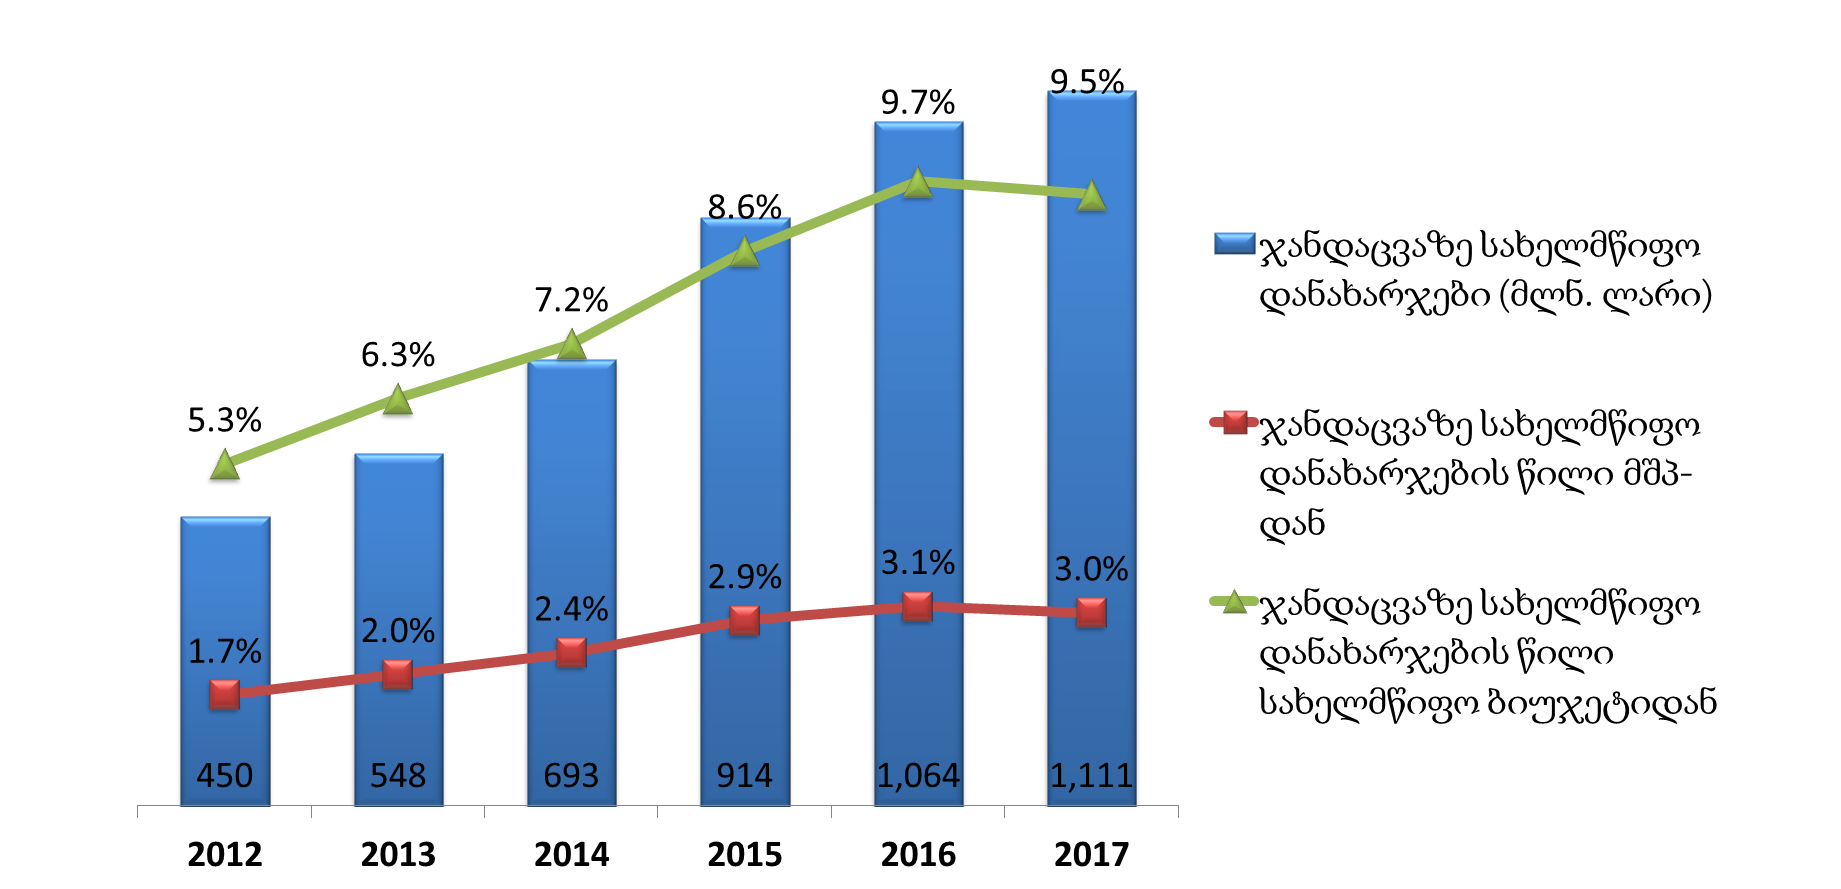 9.5%
9.7%
8.6%
7.2%
6.3%
5.3%
3.1%
3.0%
2.9%
2.4%
2.0%
1.7%
450 548 693 914 1,064 1,111
2012 2013 2014 2015 2016 2017
ჯანდაცვაზე სახელმწიფო
დანახარჯები (მლნ. ლარი)
ჯანდაცვაზე სახელმწიფო
დანახარჯების წილი მშპ-
დან
ჯანდაცვაზე სახელმწიფო
დანახარჯების წილი
სახელმწიფო ბიუჯეტიდან